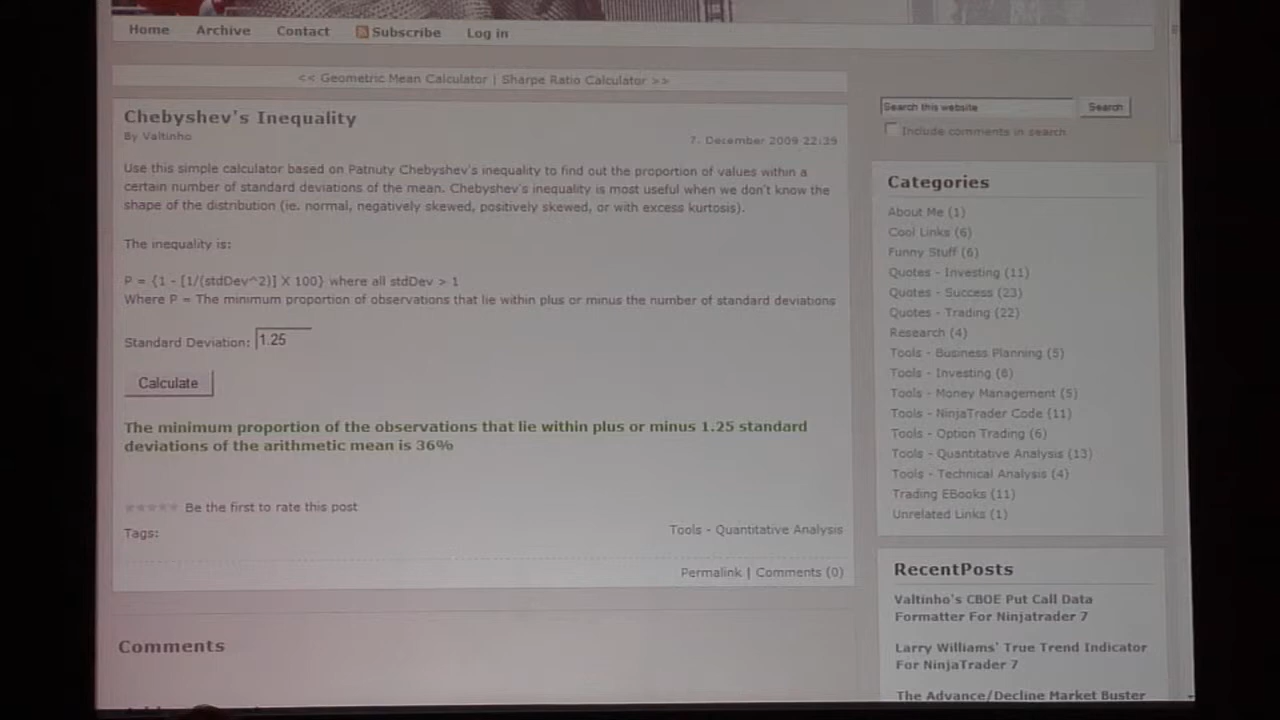 Home Archive Contact Subscribe Log in
<< Geometric Mean Calculator | Sharpe Ratio Calculator >>
Chebyshev's Inequality
By Valtinho
7. December 2009 22:39
Use this simple calculator based on Patnuty Chebyshev's inequality to find out the proportion of values within a
certain number of standard deviations of the mean. Chebyshev's inequality is most useful when we don't know the
shape of the distribution (ie. normal, negatively skewed, positively skewed, or with excess kurtosis).
The inequality is:
P = {1 - [1/(stdDev^2)] X 100} where all stdDev > 1
Where P = The minimum proportion of observations that lie within plus or minus the number of standard deviations
Standard Deviation: 1.25
Calculate
The minimum proportion of the observations that lie within plus or minus 1.25 standard
deviations of the arithmetic mean is 36%
Be the first to rate this post
Tags:
Tools - Quantitative Analysis
Permalink | Comments (0)
Comments
Search this website Search
Include comments in search
Categories
About Me (1)
Cool Links (6)
Funny Stuff (6)
Quotes - Investing (11)
Quotes - Success (23)
Quotes - Trading (22)
Research (4)
Tools - Business Planning (5)
Tools - Investing (6)
Tools - Money Management (5)
Tools - NinjaTrader Code (11)
Tools - Option Trading (6)
Tools - Quantitative Analysis (13)
Tools - Technical Analysis (4)
Trading EBooks (11)
Unrelated Links (1)
RecentPosts
Valtinho's CBOE Put Call Data
Formatter For Ninjatrader 7
Larry Williams' True Trend Indicator
For NinjaTrader 7
The Advance/Decline Market Buster